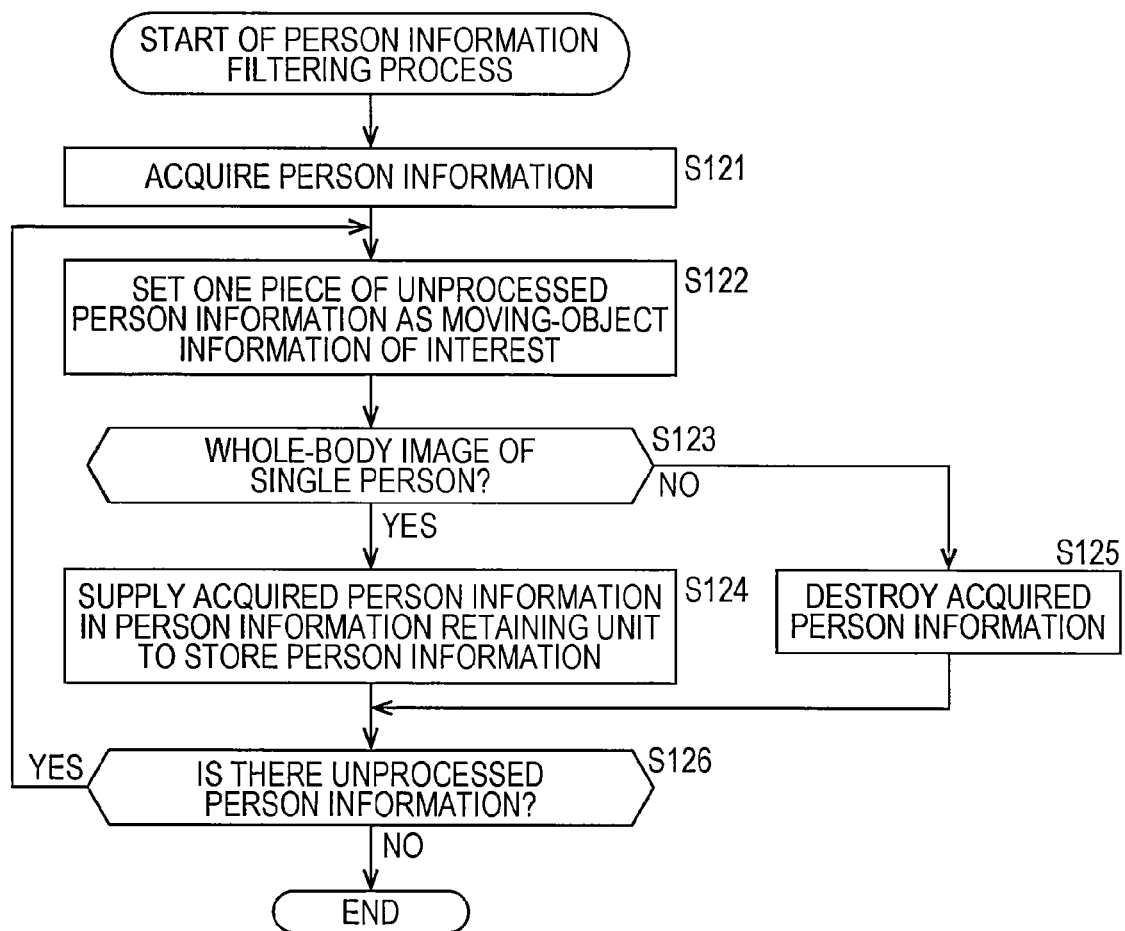 START OF PERSON INFORMATION
FILTERING PROCESS
ACQUIRE PERSON INFORMATION
S121
SET ONE PIECE OF UNPROCESSED
PERSON INFORMATION AS MOVING-OBJECT
INFORMATION OF INTEREST
S122
WHOLE-BODY IMAGE OF
SINGLE PERSON?
S123
NO
YES
SUPPLY ACQUIRED PERSON INFORMATION
IN PERSON INFORMATION RETAINING UNIT
TO STORE PERSON INFORMATION
S124
S125
DESTROY ACQUIRED
PERSON INFORMATION
YES
IS THERE UNPROCESSED
PERSON INFORMATION?
S126
NO
END